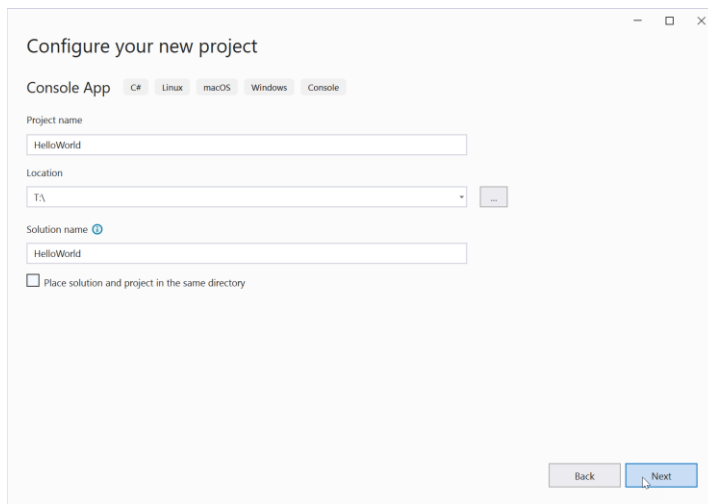 Configure your new project
Console App C# Linux macOS Windows Console
Project name
HelloWorld
Location
T:\
...
Solution name
HelloWorld
Place solution and project in the same directory
Back Next